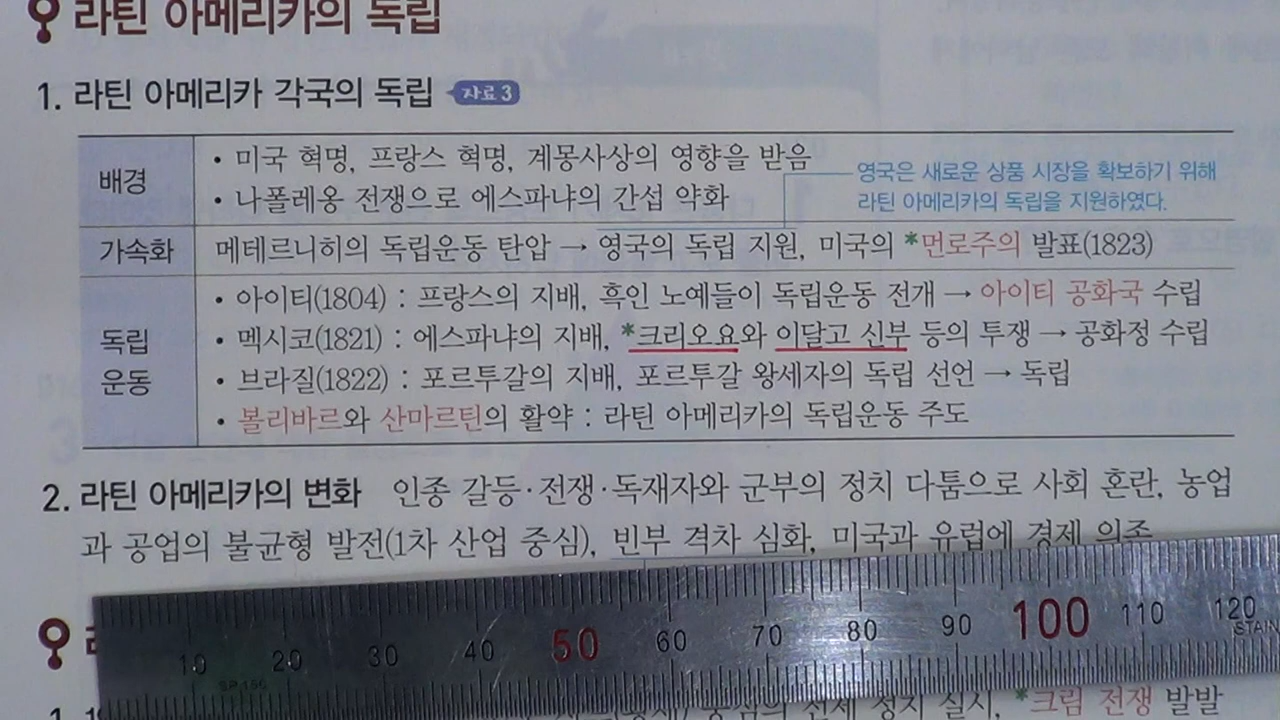 라틴 아메리카의 독립
1. 라틴 아메리카 각국의 독립 자료 3
배경
• 미국 혁명, 프랑스 혁명, 계몽사상의 영향을 받음
• 나폴레옹 전쟁으로 에스파냐의 간섭 약화
영국은 새로운 상품 시장을 확보하기 위해
라틴 아메리카의 독립을 지원하였다.
가속화 메테르니히의 독립운동 탄압 → 영국의 독립 지원, 미국의 *먼로주의 발표(1823)
독립
운동
• 아이티(1804) : 프랑스의 지배, 흑인 노예들이 독립운동 전개 → 아이티 공화국 수립
• 멕시코(1821) : 에스파냐의 지배, *크리오요와 이달고 신부 등의 투쟁 → 공화정 수립
• 브라질(1822) : 포르투갈의 지배, 포르투갈 왕세자의 독립 선언 → 독립
• 볼리바르와 산마르틴의 활약 : 라틴 아메리카의 독립운동 주도
2. 라틴 아메리카의 변화 인종 갈등·전쟁·독재자와 군부의 정치 다툼으로 사회 혼란, 농업
과 공업의 불균형 발전(1차 산업 중심), 빈부 격차 심화, 미국과 유럽에 경제 의존
10 20 30 40 50 60 70 80 90 100 110 120
STAIN
정치 실시, *크림 전쟁 발발